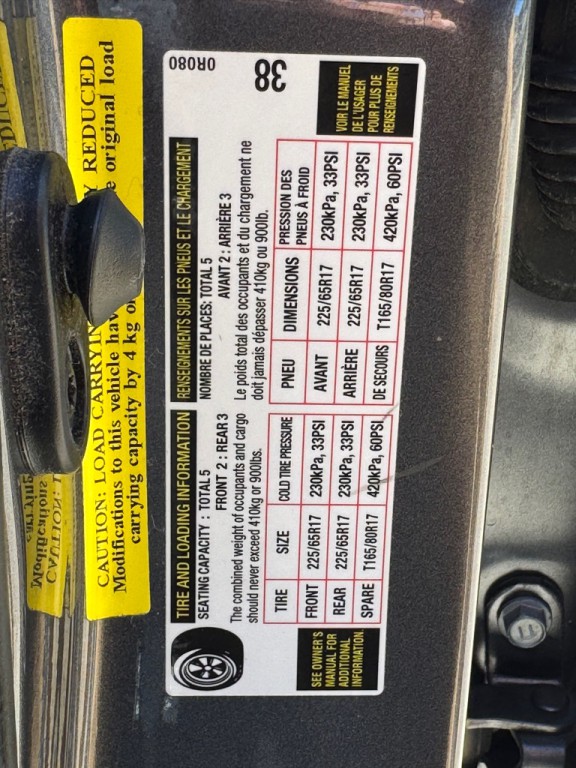 CAUTION: LOAD CARRYIN Y REDUCED
Modifications to this vehicle hav e original load
carrying capacity by 4 kg o
CAUTION:
Modifications
TIRE AND LOADING INFORMATION
SEATING CAPACITY : TOTAL 5
FRONT 2 : REAR 3
The combined weight of occupants and cargo
should never exceed 410kg or 900lbs.
TIRE SIZE COLD TIRE PRESSURE
FRONT 225/65R17 230kPa, 33PSI
REAR 225/65R17 230kPa, 33PSI
SPARE T165/80R17 420kPa, 60PSI
SEE OWNER'S
MANUAL FOR
ADDITIONAL
INFORMATION.
RENSEIGNEMENTS SUR LES PNEUS ET LE CHARGEMENT
NOMBRE DE PLACES: TOTAL 5
AVANT 2 : ARRIÈRE 3
Le poids total des occupants et du chargement ne
doit jamais dépasser 410kg ou 900lb.
PNEU DIMENSIONS PRESSION DES
PNEUS À FROID
AVANT 225/65R17 230kPa, 33PSI
ARRIÈRE 225/65R17 230kPa, 33PSI
DE SECOURS T165/80R17 420kPa, 60PSI
VOIR LE MANUEL
DE L'USAGER
POUR PLUS DE
RENSEIGNEMENTS
0R080
38